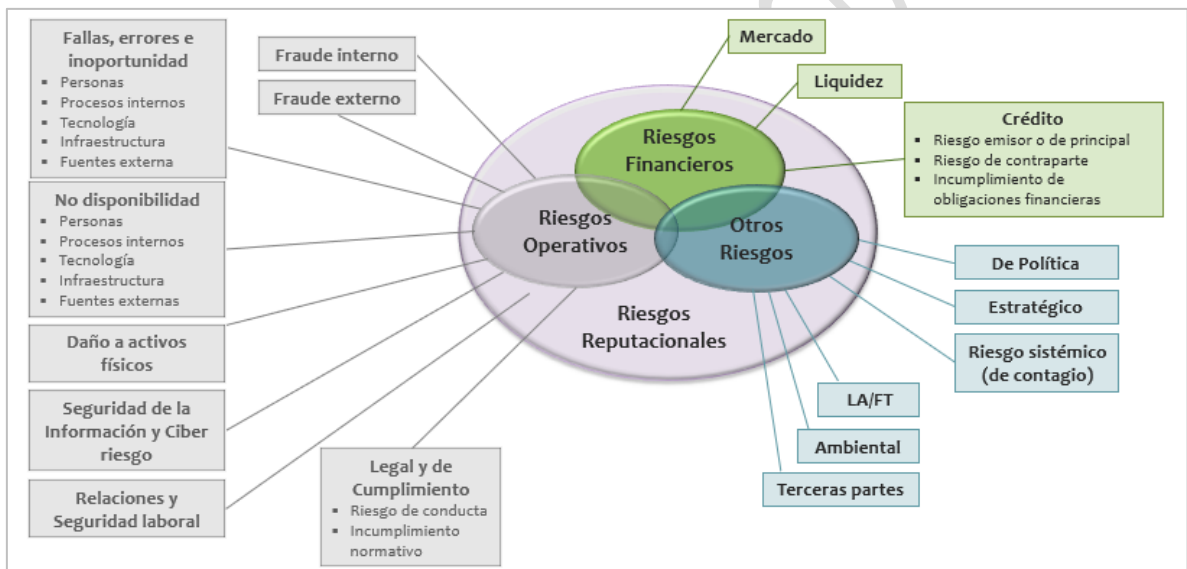 Fallas, errores e
inoportunidad
▪ Personas
▪ Procesos internos
▪ Tecnología
▪ Infraestructura
▪ Fuentes externa
No disponibilidad
▪ Personas
▪ Procesos internos
▪ Tecnología
▪ Infraestructura
▪ Fuentes externas
Daño a activos
físicos
Seguridad de la
Información y Ciber
riesgo
Relaciones y
Seguridad laboral
Fraude interno
Fraude externo
Legal y de
Cumplimiento
▪ Riesgo de conducta
▪ Incumplimiento
normativo
Riesgos
Financieros
Riesgos
Operativos
Otros
Riesgos
Riesgos
Reputacionales
Mercado
Liquidez
Crédito
▪ Riesgo emisor o de principal
▪ Riesgo de contraparte
▪ Incumplimiento de
obligaciones financieras
De Política
Estratégico
Riesgo sistémico
(de contagio)
LA/FT
Ambiental
Terceras partes